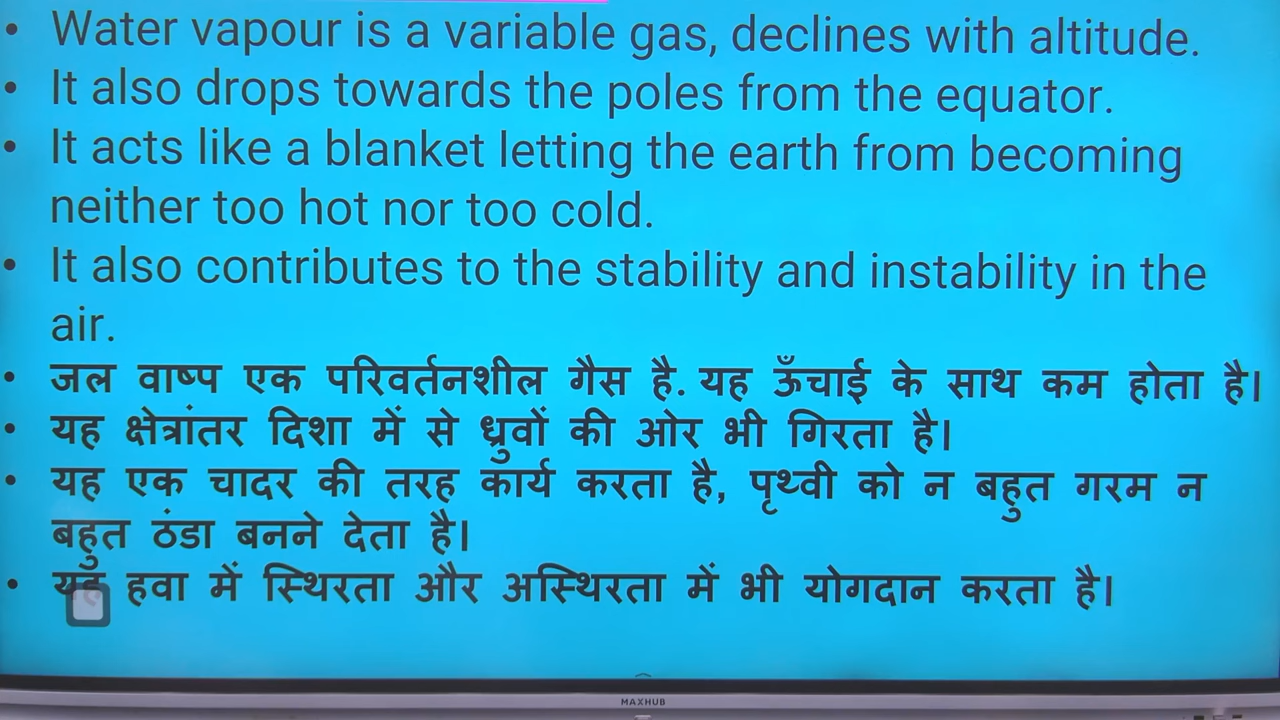 • Water vapour is a variable gas, declines with altitude.
• It also drops towards the poles from the equator.
• It acts like a blanket letting the earth from becoming
neither too hot nor too cold.
• It also contributes to the stability and instability in the
air.
• जल वाष्प एक परिवर्तनशील गैस है. यह ऊँचाई के साथ कम होता है।
• यह क्षेत्रांतर दिशा में से ध्रुवों की ओर भी गिरता है।
• यह एक चादर की तरह कार्य करता है, पृथ्वी को न बहुत गरम न
बहुत ठंडा बनने देता है।
• यह हवा में स्थिरता और अस्थिरता में भी योगदान करता है।
MAXHUB